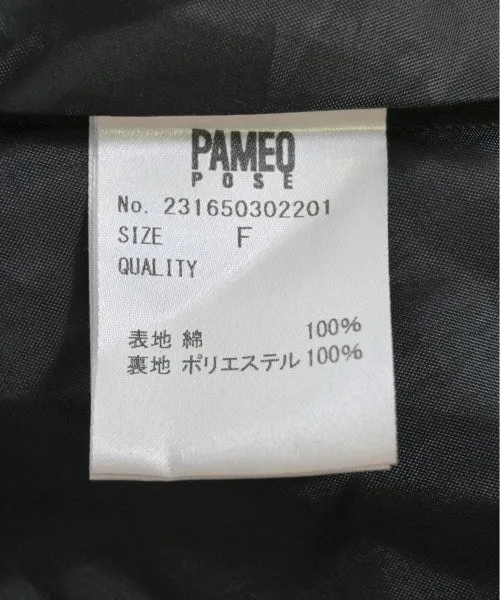 PAMEO
POSE
No. 231650302201
SIZE F
QUALITY
表地 綿 100%
裏地 ポリエステル 100%